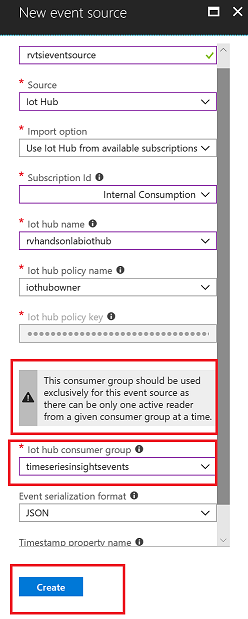 New event source
rvtsieventsource
* Source
Iot Hub
* Import option
Use Iot Hub from available subscriptions
* Subscription Id
Internal Consumption
* Iot hub name
rvhandsonlabiothub
* Iot hub policy name
iothubowner
* Iot hub policy key
This consumer group should be used
exclusively for this event source as
there can be only one active reader
from a given consumer group at a time.
* Iot hub consumer group
timeseriesinsightsevents
Event serialization format
JSON
Timestamp property name
Create